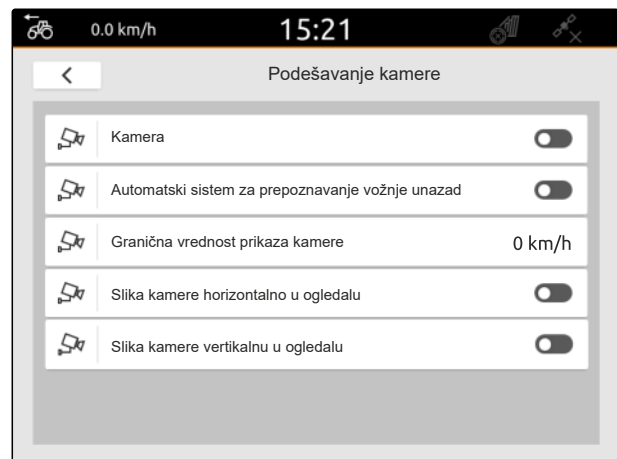 0.0 km/h
15:21
Podešavanje kamere
Kamera
Automatski sistem za prepoznavanje vožnje unazad
Granična vrednost prikaza kamere
0 km/h
Slika kamere horizontalno u ogledalu
Slika kamere vertikalnu u ogledalu